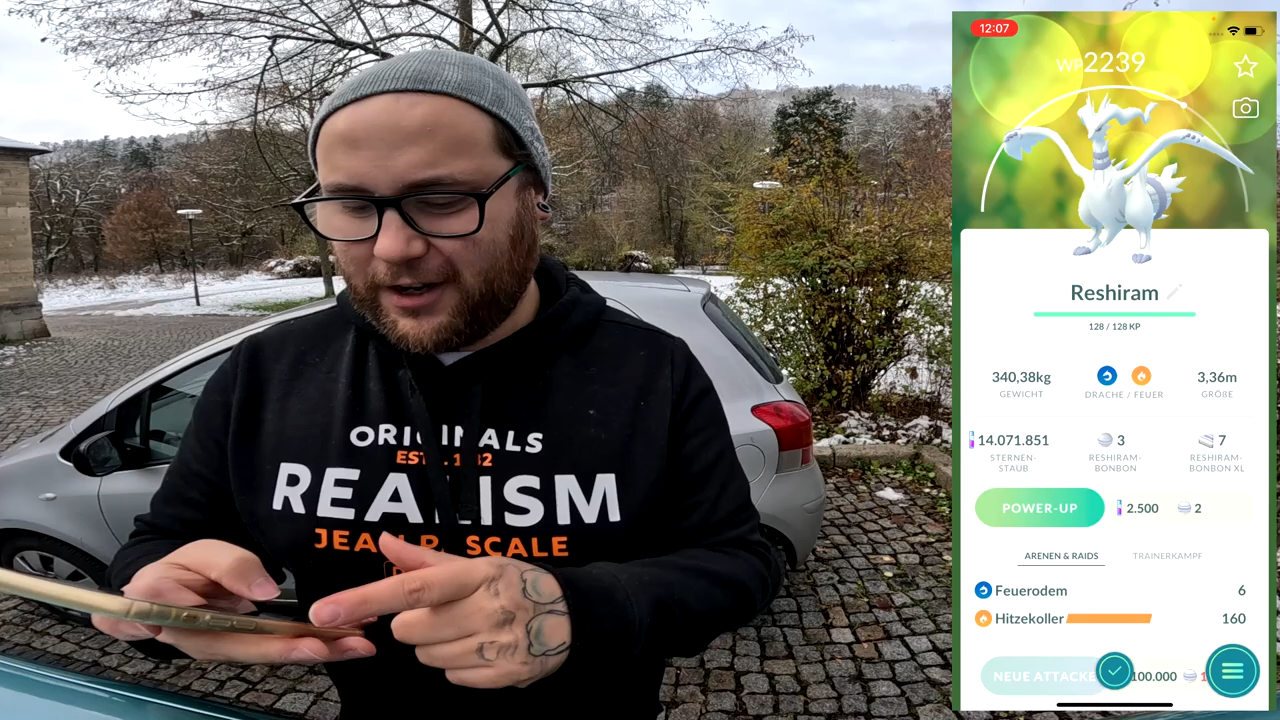 ORIGINALS
REALISM
SCALE
12:07
WP2239
Reshiram
128 / 128 KP
340,38kg
GEWICHT
DRACHE / FEUER
3,36m
GRÖSSE
14.071.851
STERNEN-
STAUB
3
RESHIRAM-
BONBON
7
RESHIRAM-
BONBON XL
POWER-UP
2.500
2
ARENEN & RAIDS
TRAINERKAMPF
Feuerodem
6
Hitzekoller
160
NEUE ATTACKE
100.000